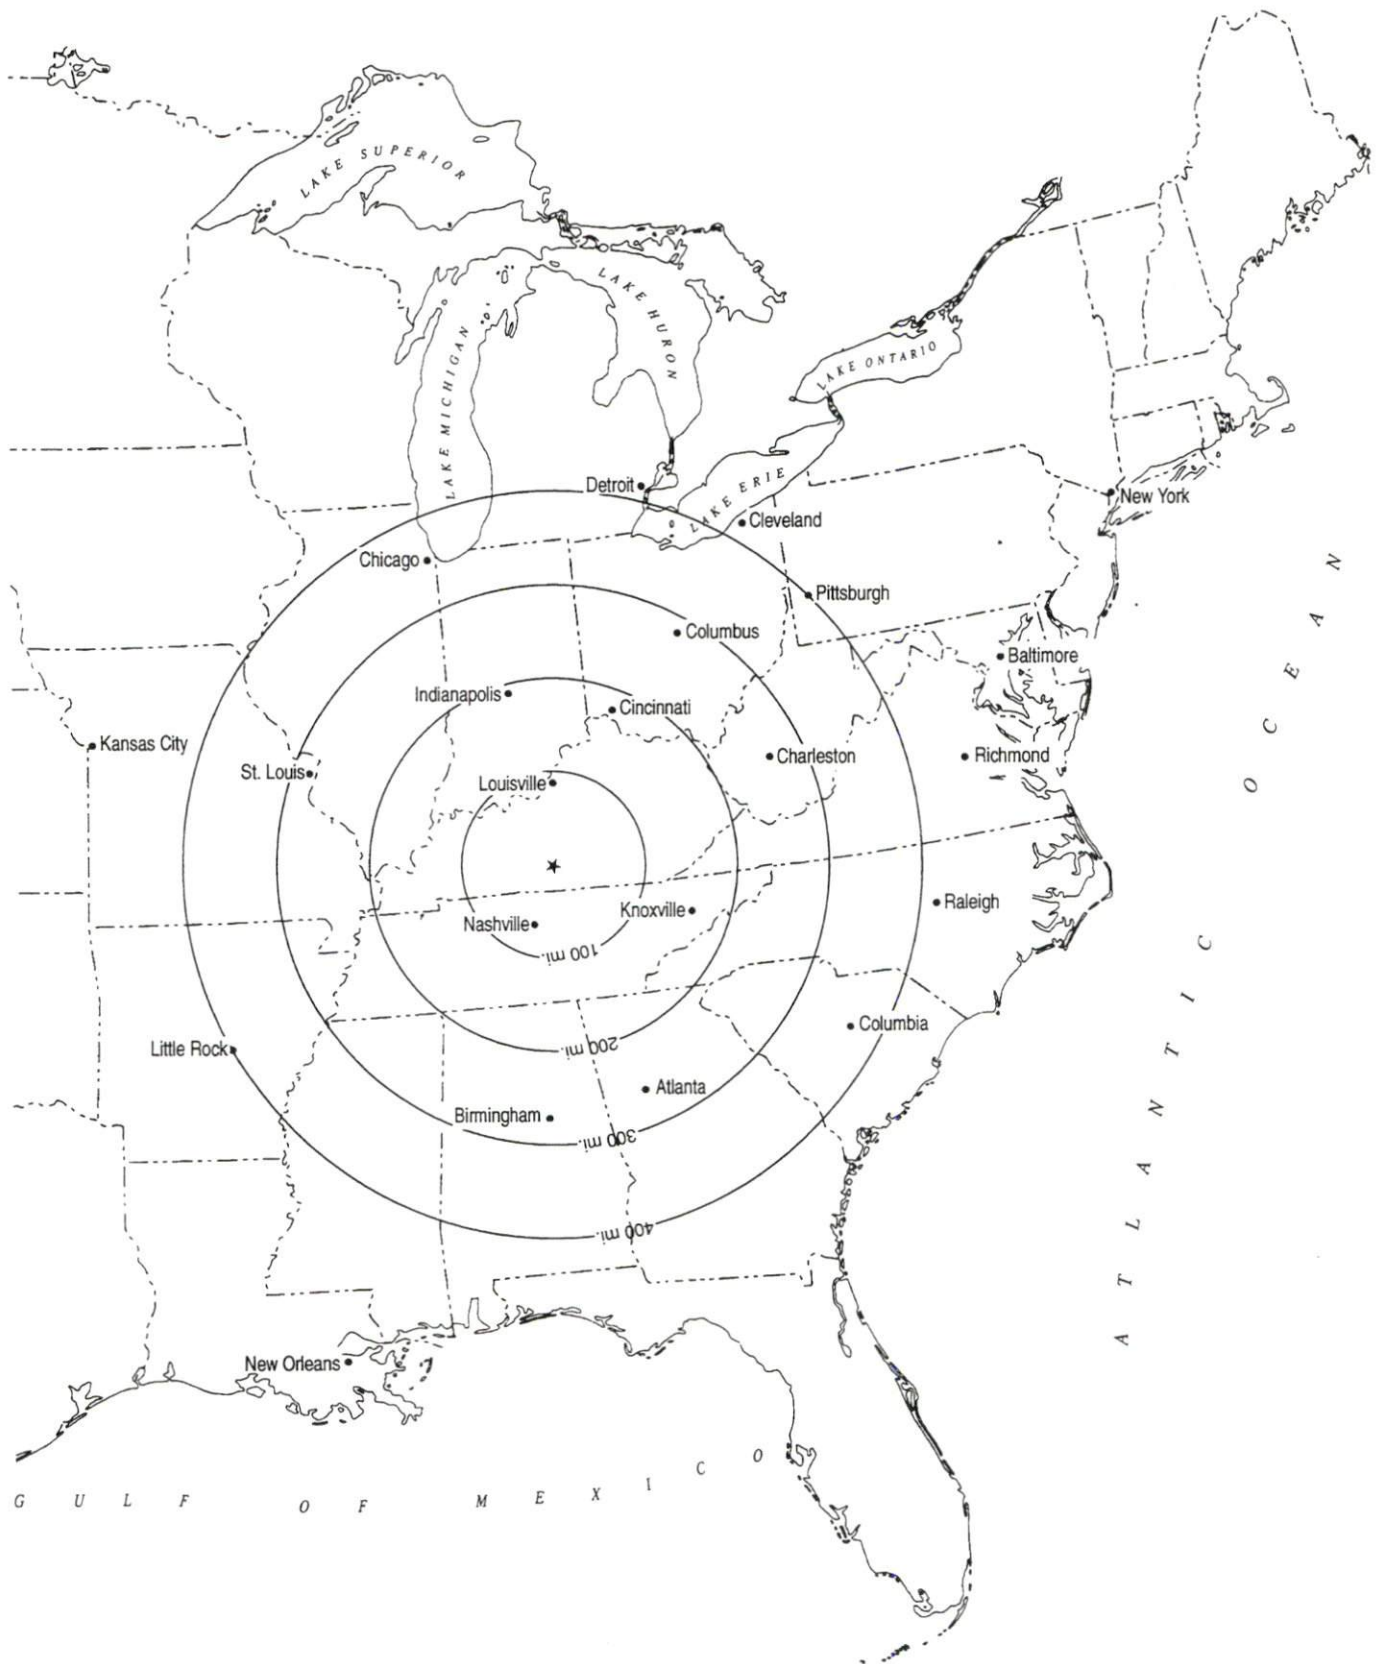 LAKE SUPERIOR
LAKE HURON
LAKE MICHIGAN
LAKE ONTARIO
LAKE ERIE
Detroit
New York
Cleveland
Chicago
Pittsburgh
Columbus
Baltimore
Indianapolis
Cincinnati
Kansas City
Charleston
Richmond
St. Louis
Louisville
Raleigh
Knoxville
Nashville
100 mi.
Columbia
200 mi.
Little Rock
Atlanta
Birmingham
300 mi.
400 mi.
New Orleans
ATLANTIC OCEAN
GULF OF MEXICO